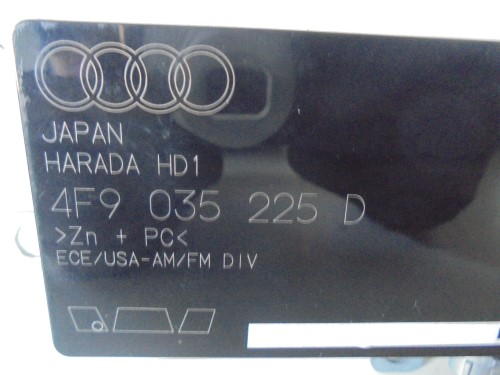 JAPAN
HARADA HD1
4F9 035 225 D
>Zn + PC<
ECE/USA-AM/FM DIV